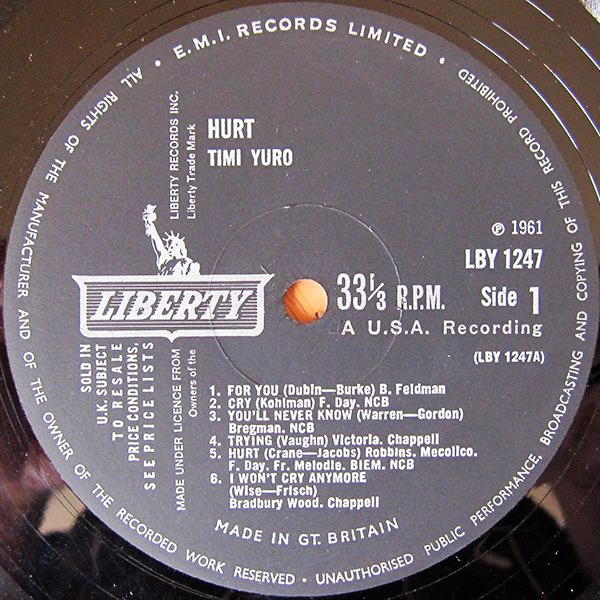 E.M.I. RECORDS LIMITED •
ALL RIGHTS OF THE MANUFACTURER AND OF THE OWNER OF THE RECORDED WORK RESERVED • UNAUTHORISED PUBLIC PERFORMANCE, BROADCASTING AND COPYING OF THIS RECORD PROHIBITED •
HURT
TIMI YURO
LIBERTY RECORDS INC.
Liberty Trade Mark
LIBERTY
℗ 1961
LBY 1247
33⅓ R.P.M.
Side 1
A U.S.A. Recording
(LBY 1247A)
SOLD IN
U.K. SUBJECT
TO RESALE
PRICE CONDITIONS,
SEE PRICE LISTS
MADE UNDER LICENCE FROM
Owners of the
1. FOR YOU (Dubin—Burke) B. Feldman
2. CRY (Kohlman) F. Day. NCB
3. YOU'LL NEVER KNOW (Warren—Gordon)
Bregman. NCB
4. TRYING (Vaughn) Victoria. Chappell
5. HURT (Crane—Jacobs) Robbins. Mecolico.
F. Day. Fr. Melodie. BIEM. NCB
6. I WON'T CRY ANYMORE
(Wise—Frisch)
Bradbury Wood. Chappell
MADE IN GT. BRITAIN